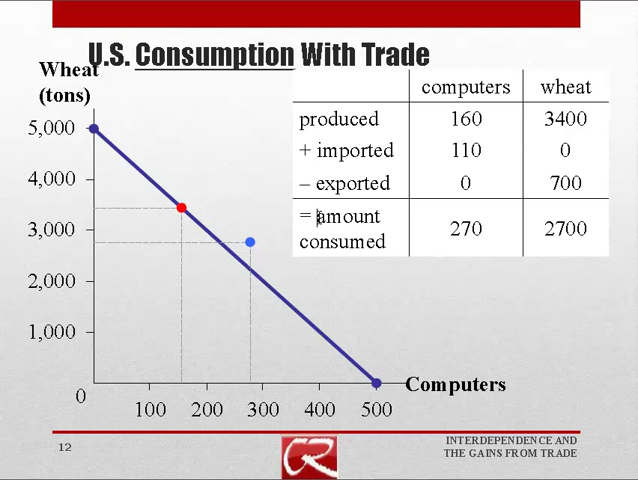 U.S. Consumption With Trade
Wheat
(tons)
computers wheat
produced 160 3400
+ imported 110 0
– exported 0 700
= amount
consumed 270 2700
5,000
4,000
3,000
2,000
1,000
0
100 200 300 400 500
Computers
12
R
INTERDEPENDENCE AND
THE GAINS FROM TRADE